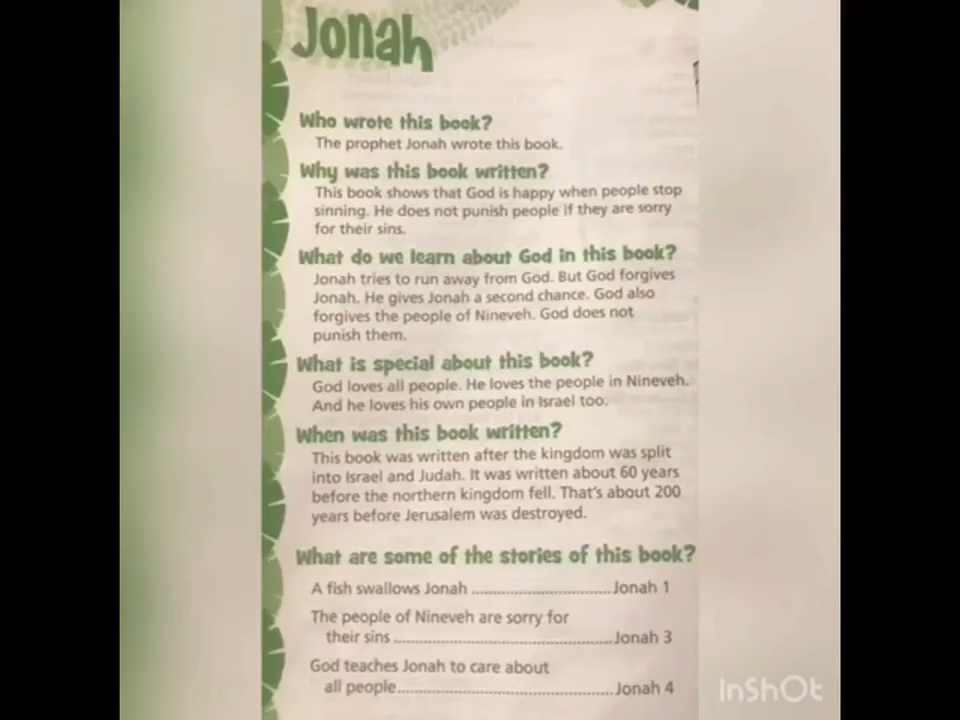 Jonah
Who wrote this book?
The prophet Jonah wrote this book.
Why was this book written?
This book shows that God is happy when people stop
sinning. He does not punish people if they are sorry
for their sins.
What do we learn about God in this book?
Jonah tries to run away from God. But God forgives
Jonah. He gives Jonah a second chance. God also
forgives the people of Nineveh. God does not
punish them.
What is special about this book?
God loves all people. He loves the people in Nineveh.
And he loves his own people in Israel too.
When was this book written?
This book was written after the kingdom was split
into Israel and Judah. It was written about 60 years
before the northern kingdom fell. That's about 200
years before Jerusalem was destroyed.
What are some of the stories of this book?
A fish swallows Jonah ............................... Jonah 1
The people of Nineveh are sorry for
their sins ................................................. Jonah 3
God teaches Jonah to care about
all people ................................................ Jonah 4
InShOt